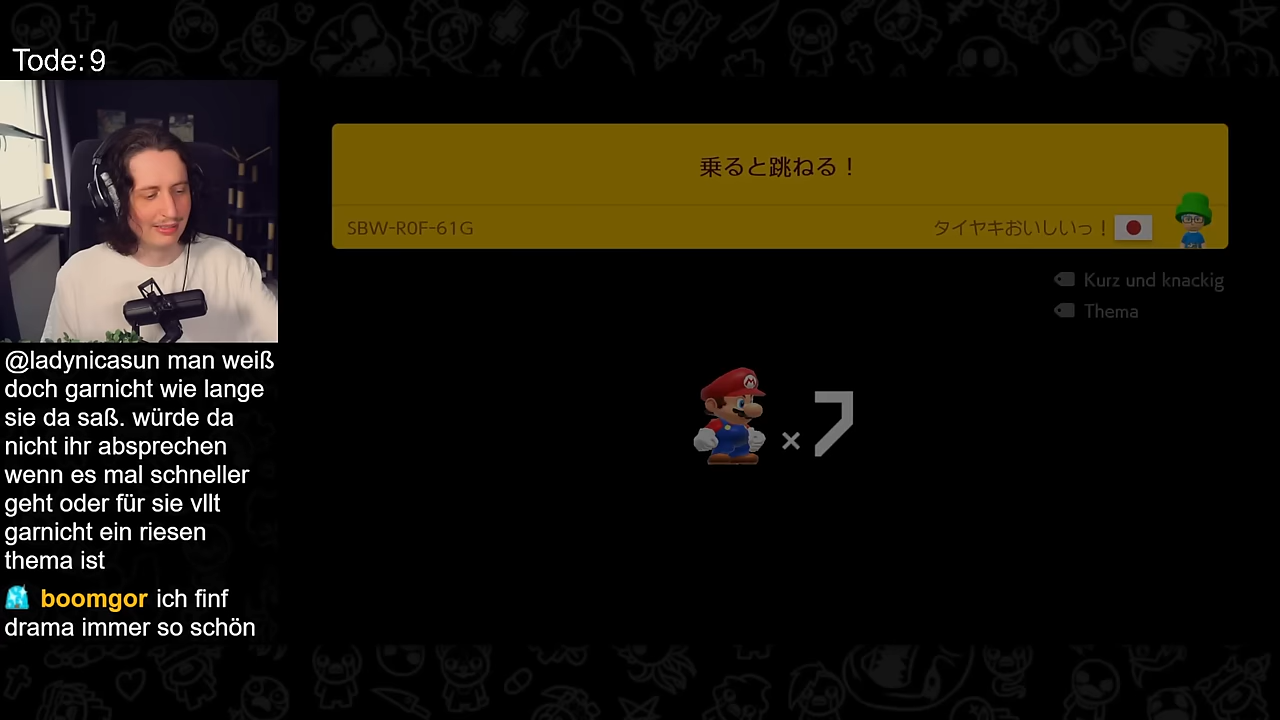 Tode: 9
乗ると跳ねる！
SBW-R0F-61G
タイヤキおいしいっ！
Kurz und knackig
Thema
× 7
@ladynicasun man weiß
doch garnicht wie lange
sie da saß. würde da
nicht ihr absprechen
wenn es mal schneller
geht oder für sie vllt
garnicht ein riesen
thema ist
boomgor ich finf
drama immer so schön